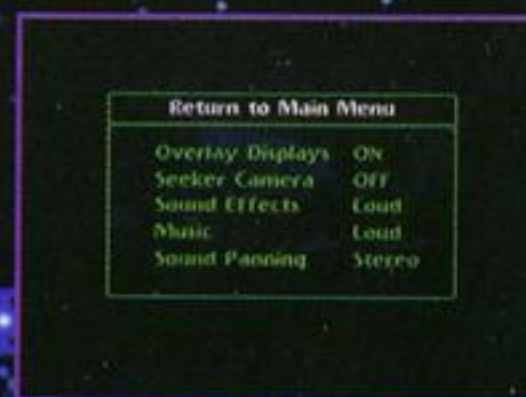 Return to Main Menu
Overlay Displays ON
Seeker Camera OFF
Sound Effects Loud
Music Loud
Sound Panning Stereo